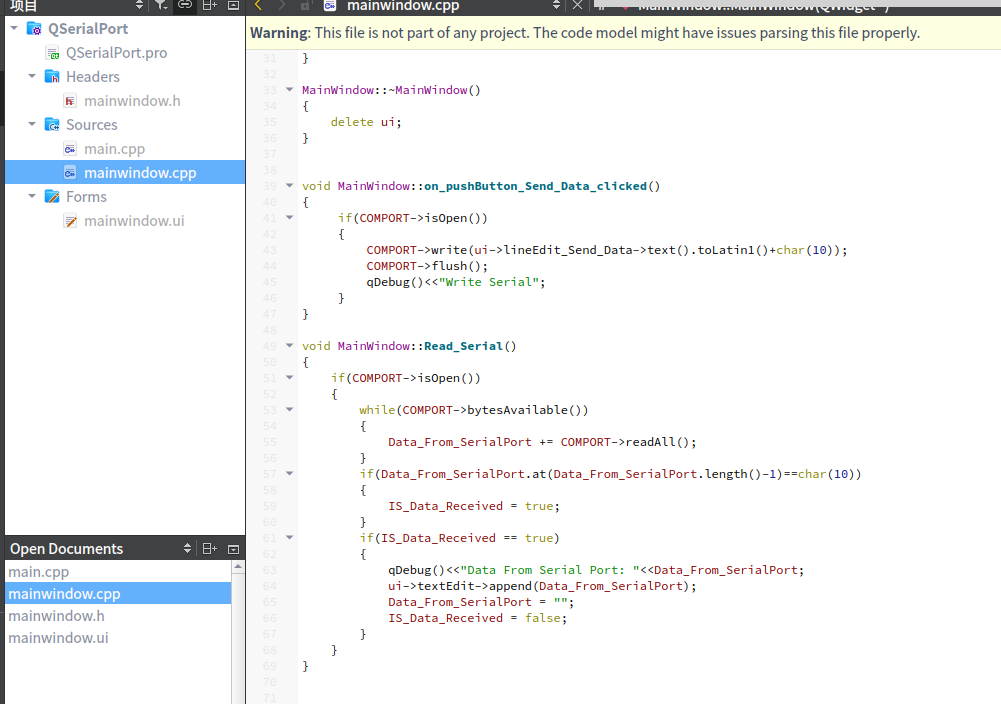 项目
mainwindow.cpp
QSerialPort
QSerialPort.pro
Headers
mainwindow.h
Sources
main.cpp
mainwindow.cpp
Forms
mainwindow.ui
Open Documents
main.cpp
mainwindow.cpp
mainwindow.h
mainwindow.ui
# MainWindow::MainWindow(QWidget *)
Warning: This file is not part of any project. The code model might have issues parsing this file properly.
31 }
32
33 MainWindow::~MainWindow()
34 {
35 delete ui;
36 }
37
38
39 void MainWindow::on_pushButton_Send_Data_clicked()
40 {
41 if(COMPORT->isOpen())
42 {
43 COMPORT->write(ui->lineEdit_Send_Data->text().toLatin1()+char(10));
44 COMPORT->flush();
45 qDebug()<<"Write Serial";
46 }
47 }
48
49 void MainWindow::Read_Serial()
50 {
51 if(COMPORT->isOpen())
52 {
53 while(COMPORT->bytesAvailable())
54 {
55 Data_From_SerialPort += COMPORT->readAll();
56 }
57 if(Data_From_SerialPort.at(Data_From_SerialPort.length()-1)==char(10))
58 {
59 IS_Data_Received = true;
60 }
61 if(IS_Data_Received == true)
62 {
63 qDebug()<<"Data From Serial Port: "<<Data_From_SerialPort;
64 ui->textEdit->append(Data_From_SerialPort);
65 Data_From_SerialPort = "";
66 IS_Data_Received = false;
67 }
68 }
69 }
70
71